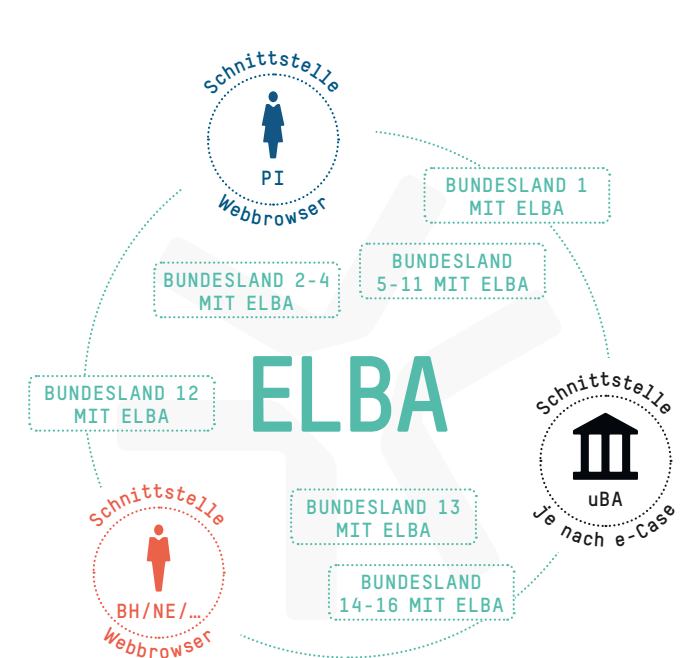 Schnittstelle
PI
Webbrowser
BUNDESLAND 1
MIT ELBA
BUNDESLAND
5-11 MIT ELBA
BUNDESLAND 2-4
MIT ELBA
ELBA
BUNDESLAND 12
MIT ELBA
Schnittstelle
uBA
je nach e-Case
Schnittstelle
BH/NE/…
Webbrowser
BUNDESLAND 13
MIT ELBA
BUNDESLAND
14-16 MIT ELBA